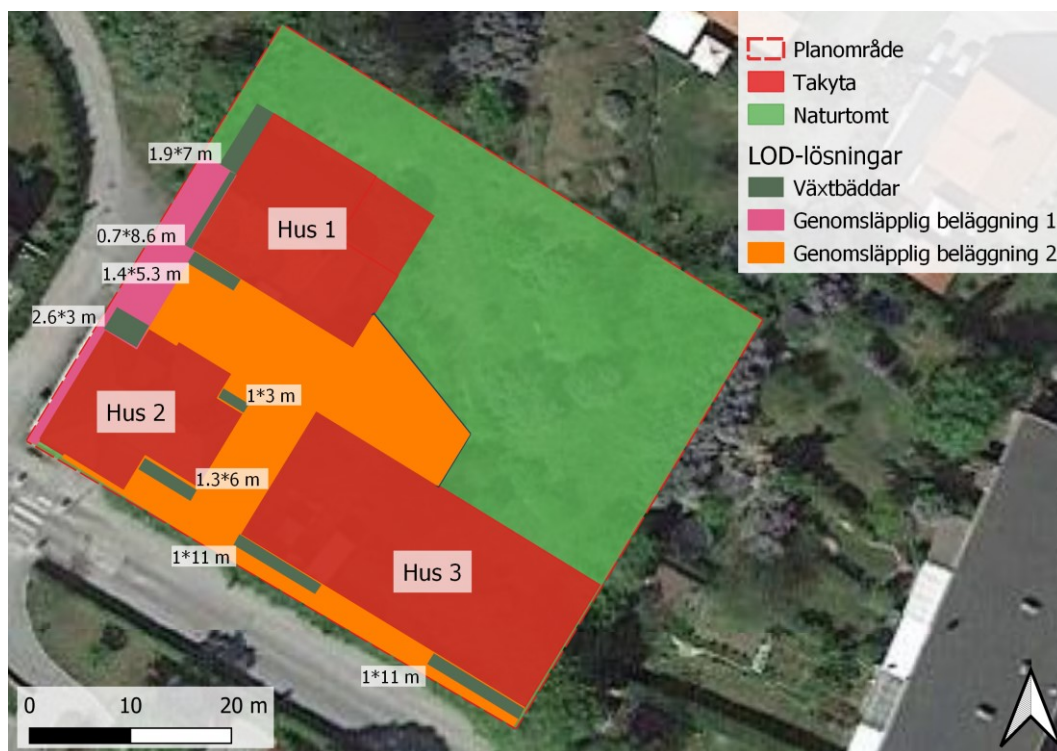 Planområde
Takyta
Naturtomt
LOD-lösningar
Växtbäddar
Genomsläpplig beläggning 1
Genomsläpplig beläggning 2
1.9*7 m
Hus 1
0.7*8.6 m
1.4*5.3 m
2.6*3 m
1*3 m
Hus 2
1.3*6 m
1*11 m
Hus 3
1*11 m
0 10 20 m